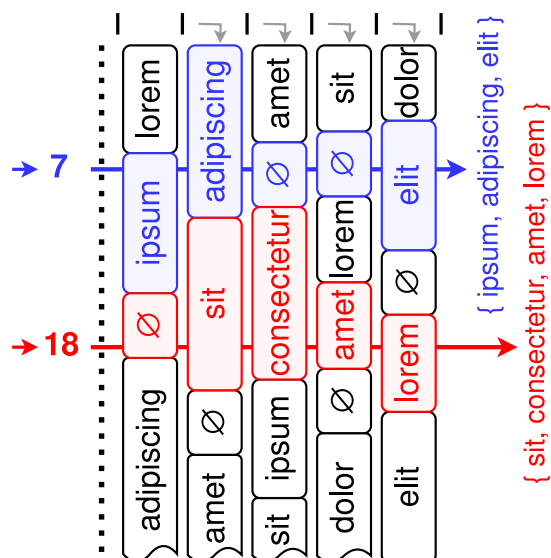 7
18
lorem
ipsum
∅
adipiscing
adipiscing
sit
∅
amet
amet
∅
consectetur
ipsum
sit
sit
∅
lorem
amet
∅
dolor
dolor
elit
∅
lorem
elit
{ ipsum, adipiscing, elit }
{ sit, consectetur, amet, lorem }